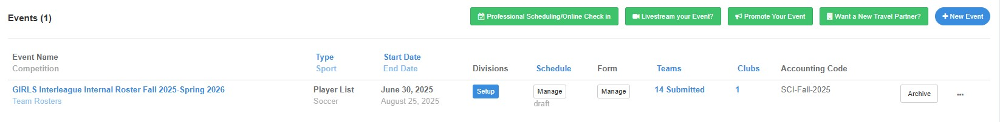 Events (1)
Professional Scheduling/Online Check in
Livestream your Event?
Promote Your Event
Want a New Travel Partner?
+ New Event
Event Name
Competition
Type
Sport
Start Date
End Date
Divisions
Schedule
Form
Teams
Clubs
Accounting Code
GIRLS Interleague Internal Roster Fall 2025-Spring 2026
Team Rosters
Player List
Soccer
June 30, 2025
August 25, 2025
Setup
Manage
draft
Manage
14 Submitted
1
SCI-Fall-2025
Archive
...